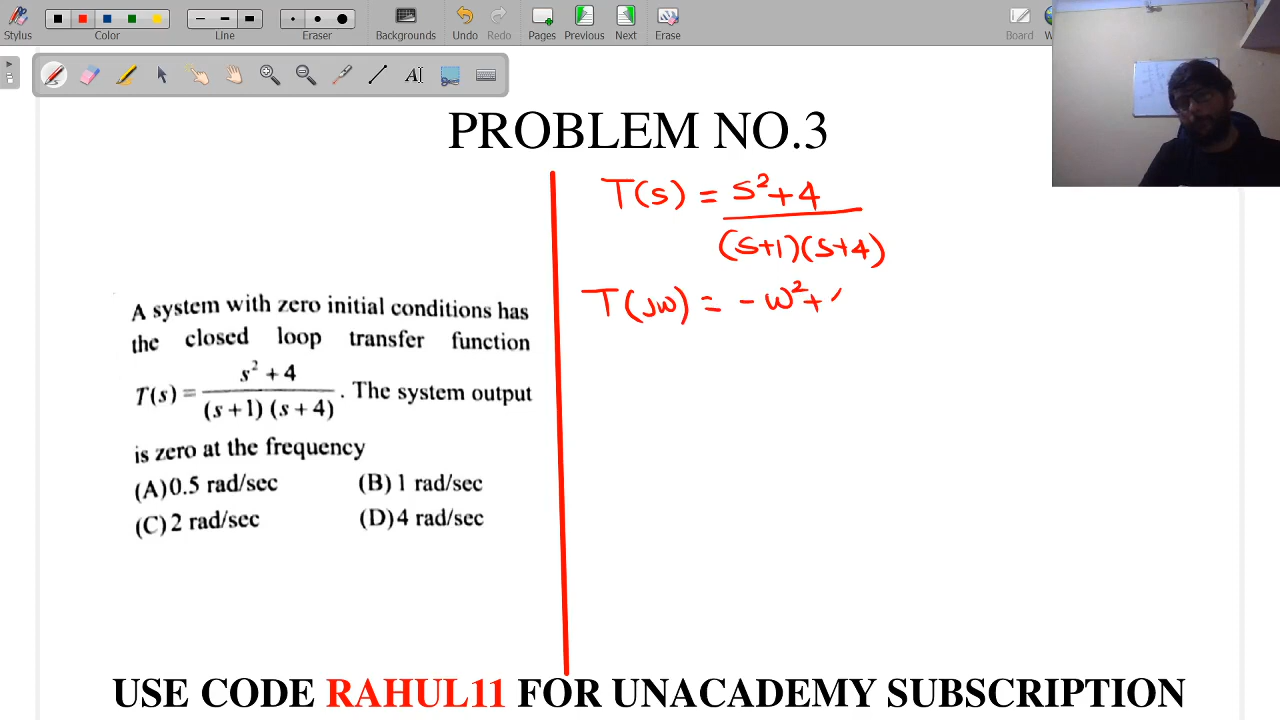 Stylus Color Line Eraser Backgrounds Undo Redo Pages Previous Next Erase Board
PROBLEM NO.3
A system with zero initial conditions has
the closed loop transfer function
T(s) = (s² + 4) / ((s+1) (s+4)). The system output
is zero at the frequency
(A) 0.5 rad/sec (B) 1 rad/sec
(C) 2 rad/sec (D) 4 rad/sec
T(s) = (s²+4) / ((s+1)(s+4))
T(jω) = -ω²+
USE CODE RAHUL11 FOR UNACADEMY SUBSCRIPTION